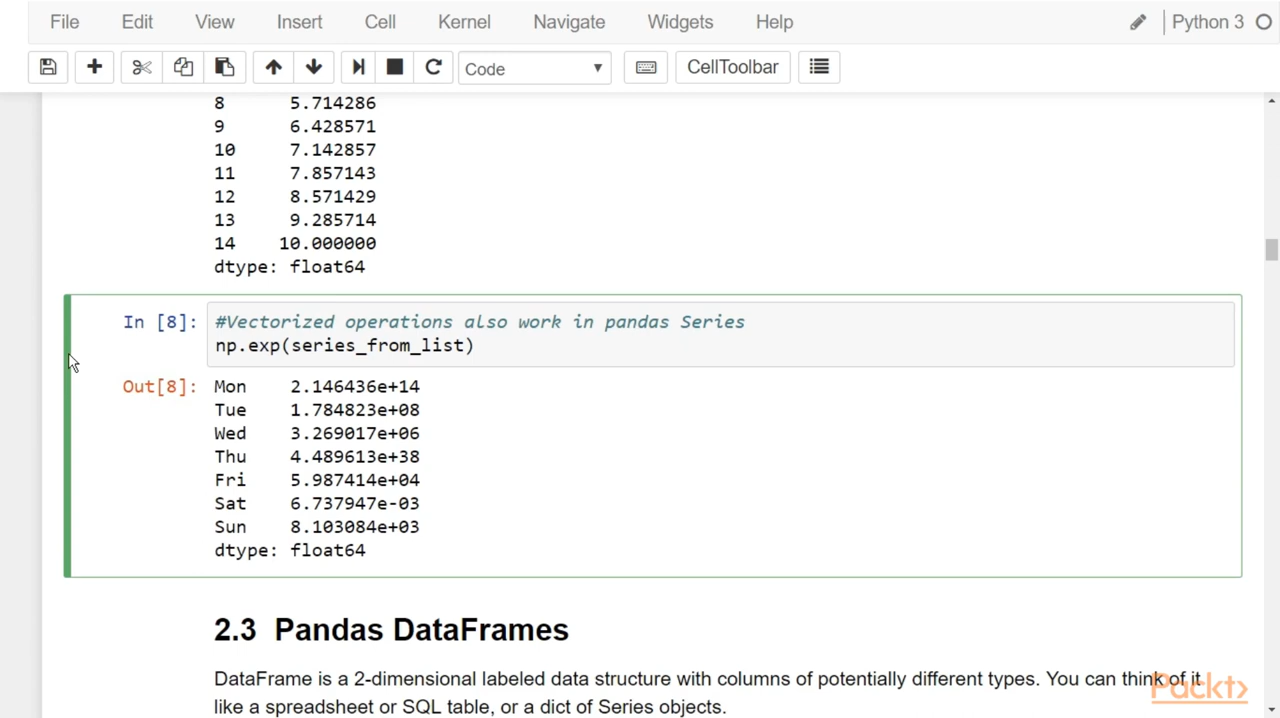 File Edit View Insert Cell Kernel Navigate Widgets Help Python 3
Code CellToolbar
8 5.714286
9 6.428571
10 7.142857
11 7.857143
12 8.571429
13 9.285714
14 10.000000
dtype: float64
In [8]: #Vectorized operations also work in pandas Series
np.exp(series_from_list)
Out[8]: Mon 2.146436e+14
Tue 1.784823e+08
Wed 3.269017e+06
Thu 4.489613e+38
Fri 5.987414e+04
Sat 6.737947e-03
Sun 8.103084e+03
dtype: float64
2.3 Pandas DataFrames
DataFrame is a 2-dimensional labeled data structure with columns of potentially different types. You can think of it
like a spreadsheet or SQL table, or a dict of Series objects.
Packt>